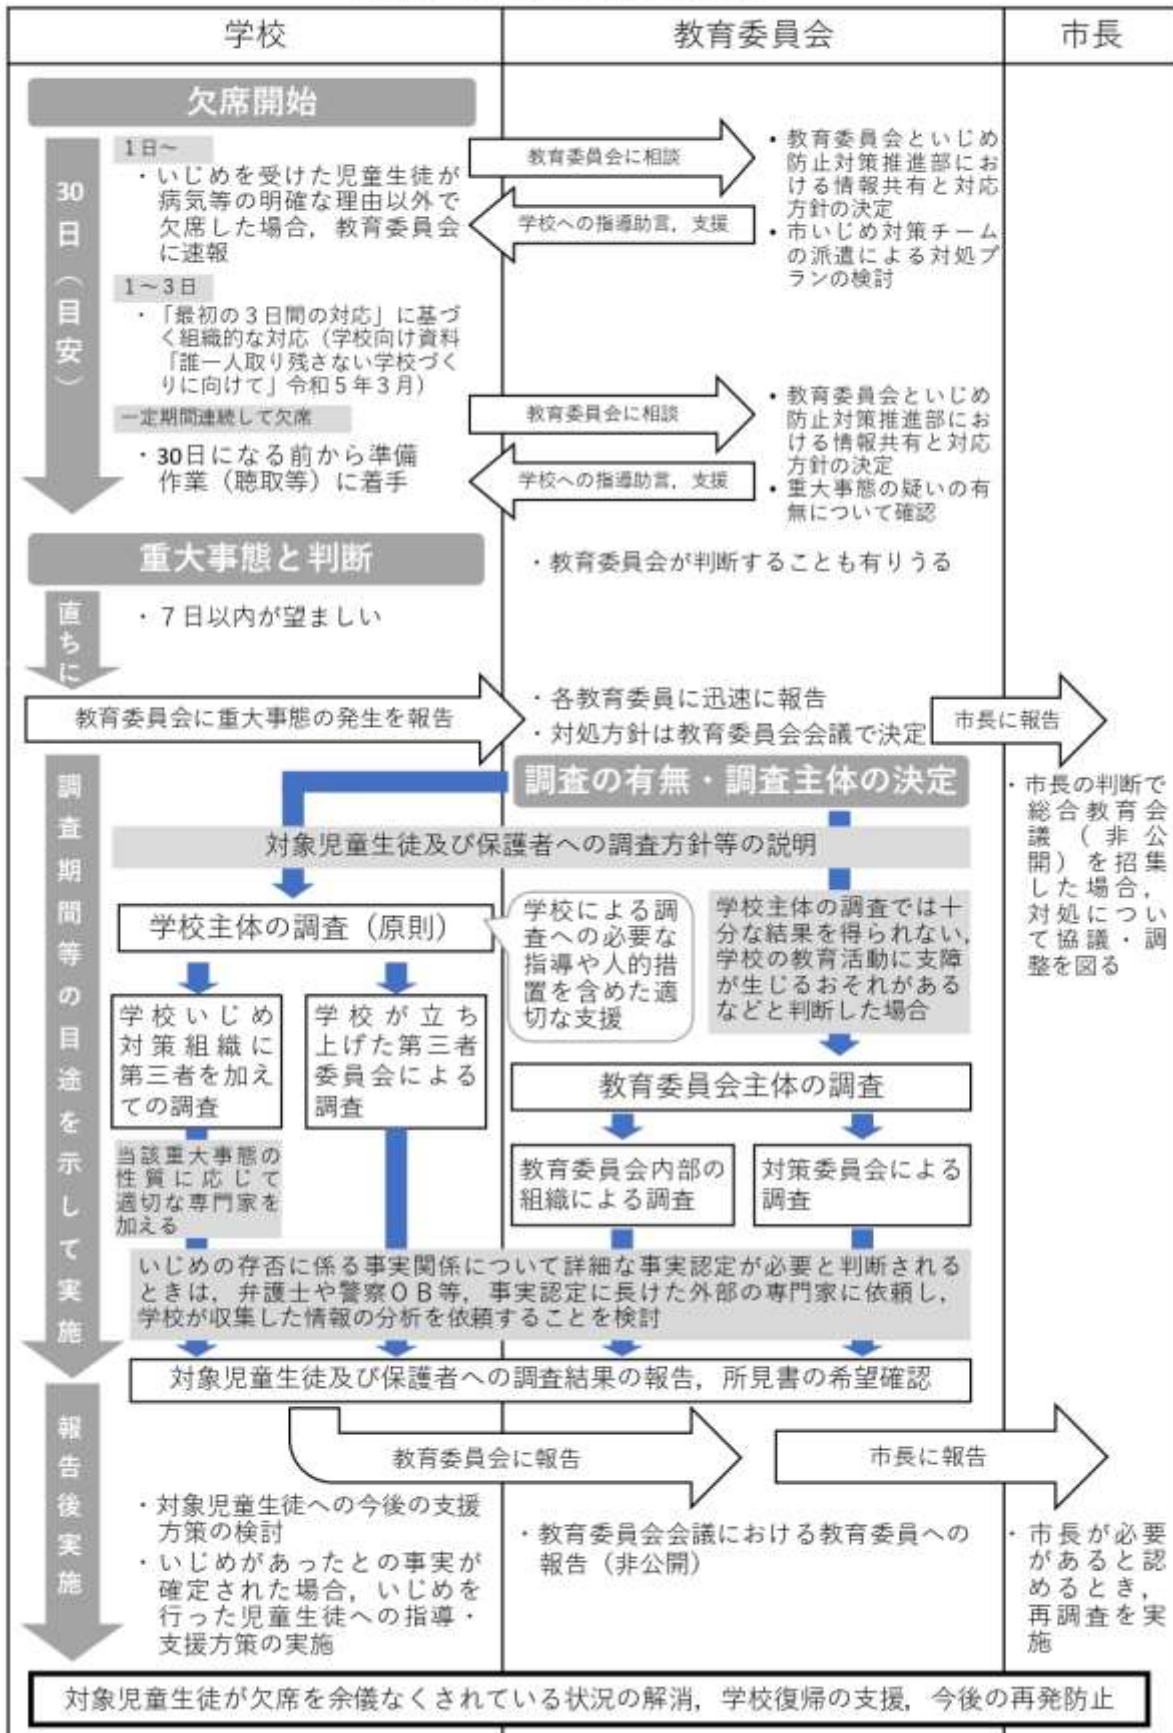 学校
教育委員会
市長
欠席開始
30日(目安)
1日~
・いじめを受けた児童生徒が
病気等の明確な理由以外で
欠席した場合,教育委員会
に速報
教育委員会に相談
学校への指導助言,支援
• 教育委員会といじめ
防止対策推進部にお
ける情報共有と対応
方針の決定
• 市いじめ対策チーム
の派遣による対処プ
ランの検討
1~3日
・「最初の3日間の対応」に基づ
く組織的な対応(学校向け資料
「誰一人取り残さない学校づく
りに向けて」令和5年3月)
一定期間連続して欠席
・30日になる前から準備
作業(聴取等)に着手
教育委員会に相談
学校への指導助言,支援
• 教育委員会といじめ
防止対策推進部にお
ける情報共有と対応
方針の決定
• 重大事態の疑いの有
無について確認
重大事態と判断
・教育委員会が判断することも有りうる
直ちに
・7日以内が望ましい
教育委員会に重大事態の発生を報告
・各教育委員に迅速に報告
・対処方針は教育委員会会議で決定
市長に報告
調査期間等の目途を示して実施
調査の有無・調査主体の決定
・市長の判断で
総合教育会
議(非公
開)を招集
した場合,
対処につい
て協議・調
整を図る
対象児童生徒及び保護者への調査方針等の説明
学校主体の調査(原則)
学校による調
査への必要な
指導や人的措
置を含めた適
切な支援
学校主体の調査では十
分な結果を得られない,
学校の教育活動に支障
が生じるおそれがある
などと判断した場合
学校いじめ
対策組織に
第三者を加え
ての調査
学校が立ち
上げた第三者
委員会による
調査
教育委員会主体の調査
当該重大事態の
性質に応じて
適切な専門家を
加える
教育委員会内部の
組織による調査
対策委員会による
調査
いじめの存否に係る事実関係について詳細な事実認定が必要と判断される
ときは,弁護士や警察OB等,事実認定に長けた外部の専門家に依頼し,
学校が収集した情報の分析を依頼することを検討
対象児童生徒及び保護者への調査結果の報告,所見書の希望確認
報告後実施
教育委員会に報告
市長に報告
・対象児童生徒への今後の支援
方策の検討
・いじめがあったとの事実が
確定された場合,いじめを
行った児童生徒への指導・
支援方策の実施
・教育委員会会議における教育委員への
報告(非公開)
・市長が必要
があると認
めるとき,
再調査を実
施
対象児童生徒が欠席を余儀なくされている状況の解消,学校復帰の支援,今後の再発防止